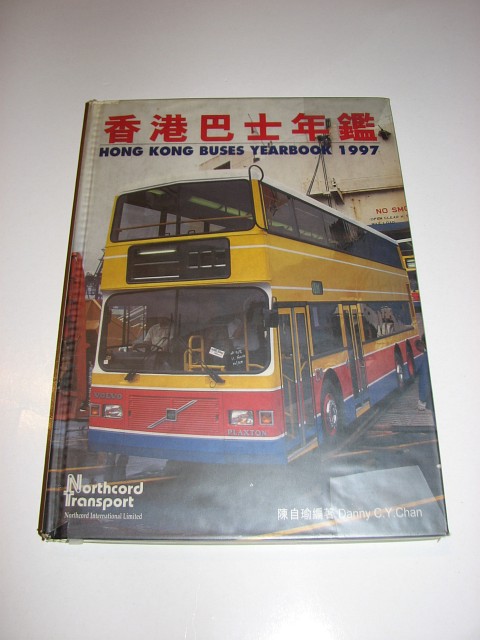 香港巴士年鑑
HONG KONG BUSES YEARBOOK 1997
NO SM
VOLVO
PLAXTON
Northcord
Transport
Northcord International Limited
陳自瑜編著 Danny C.Y.Chan